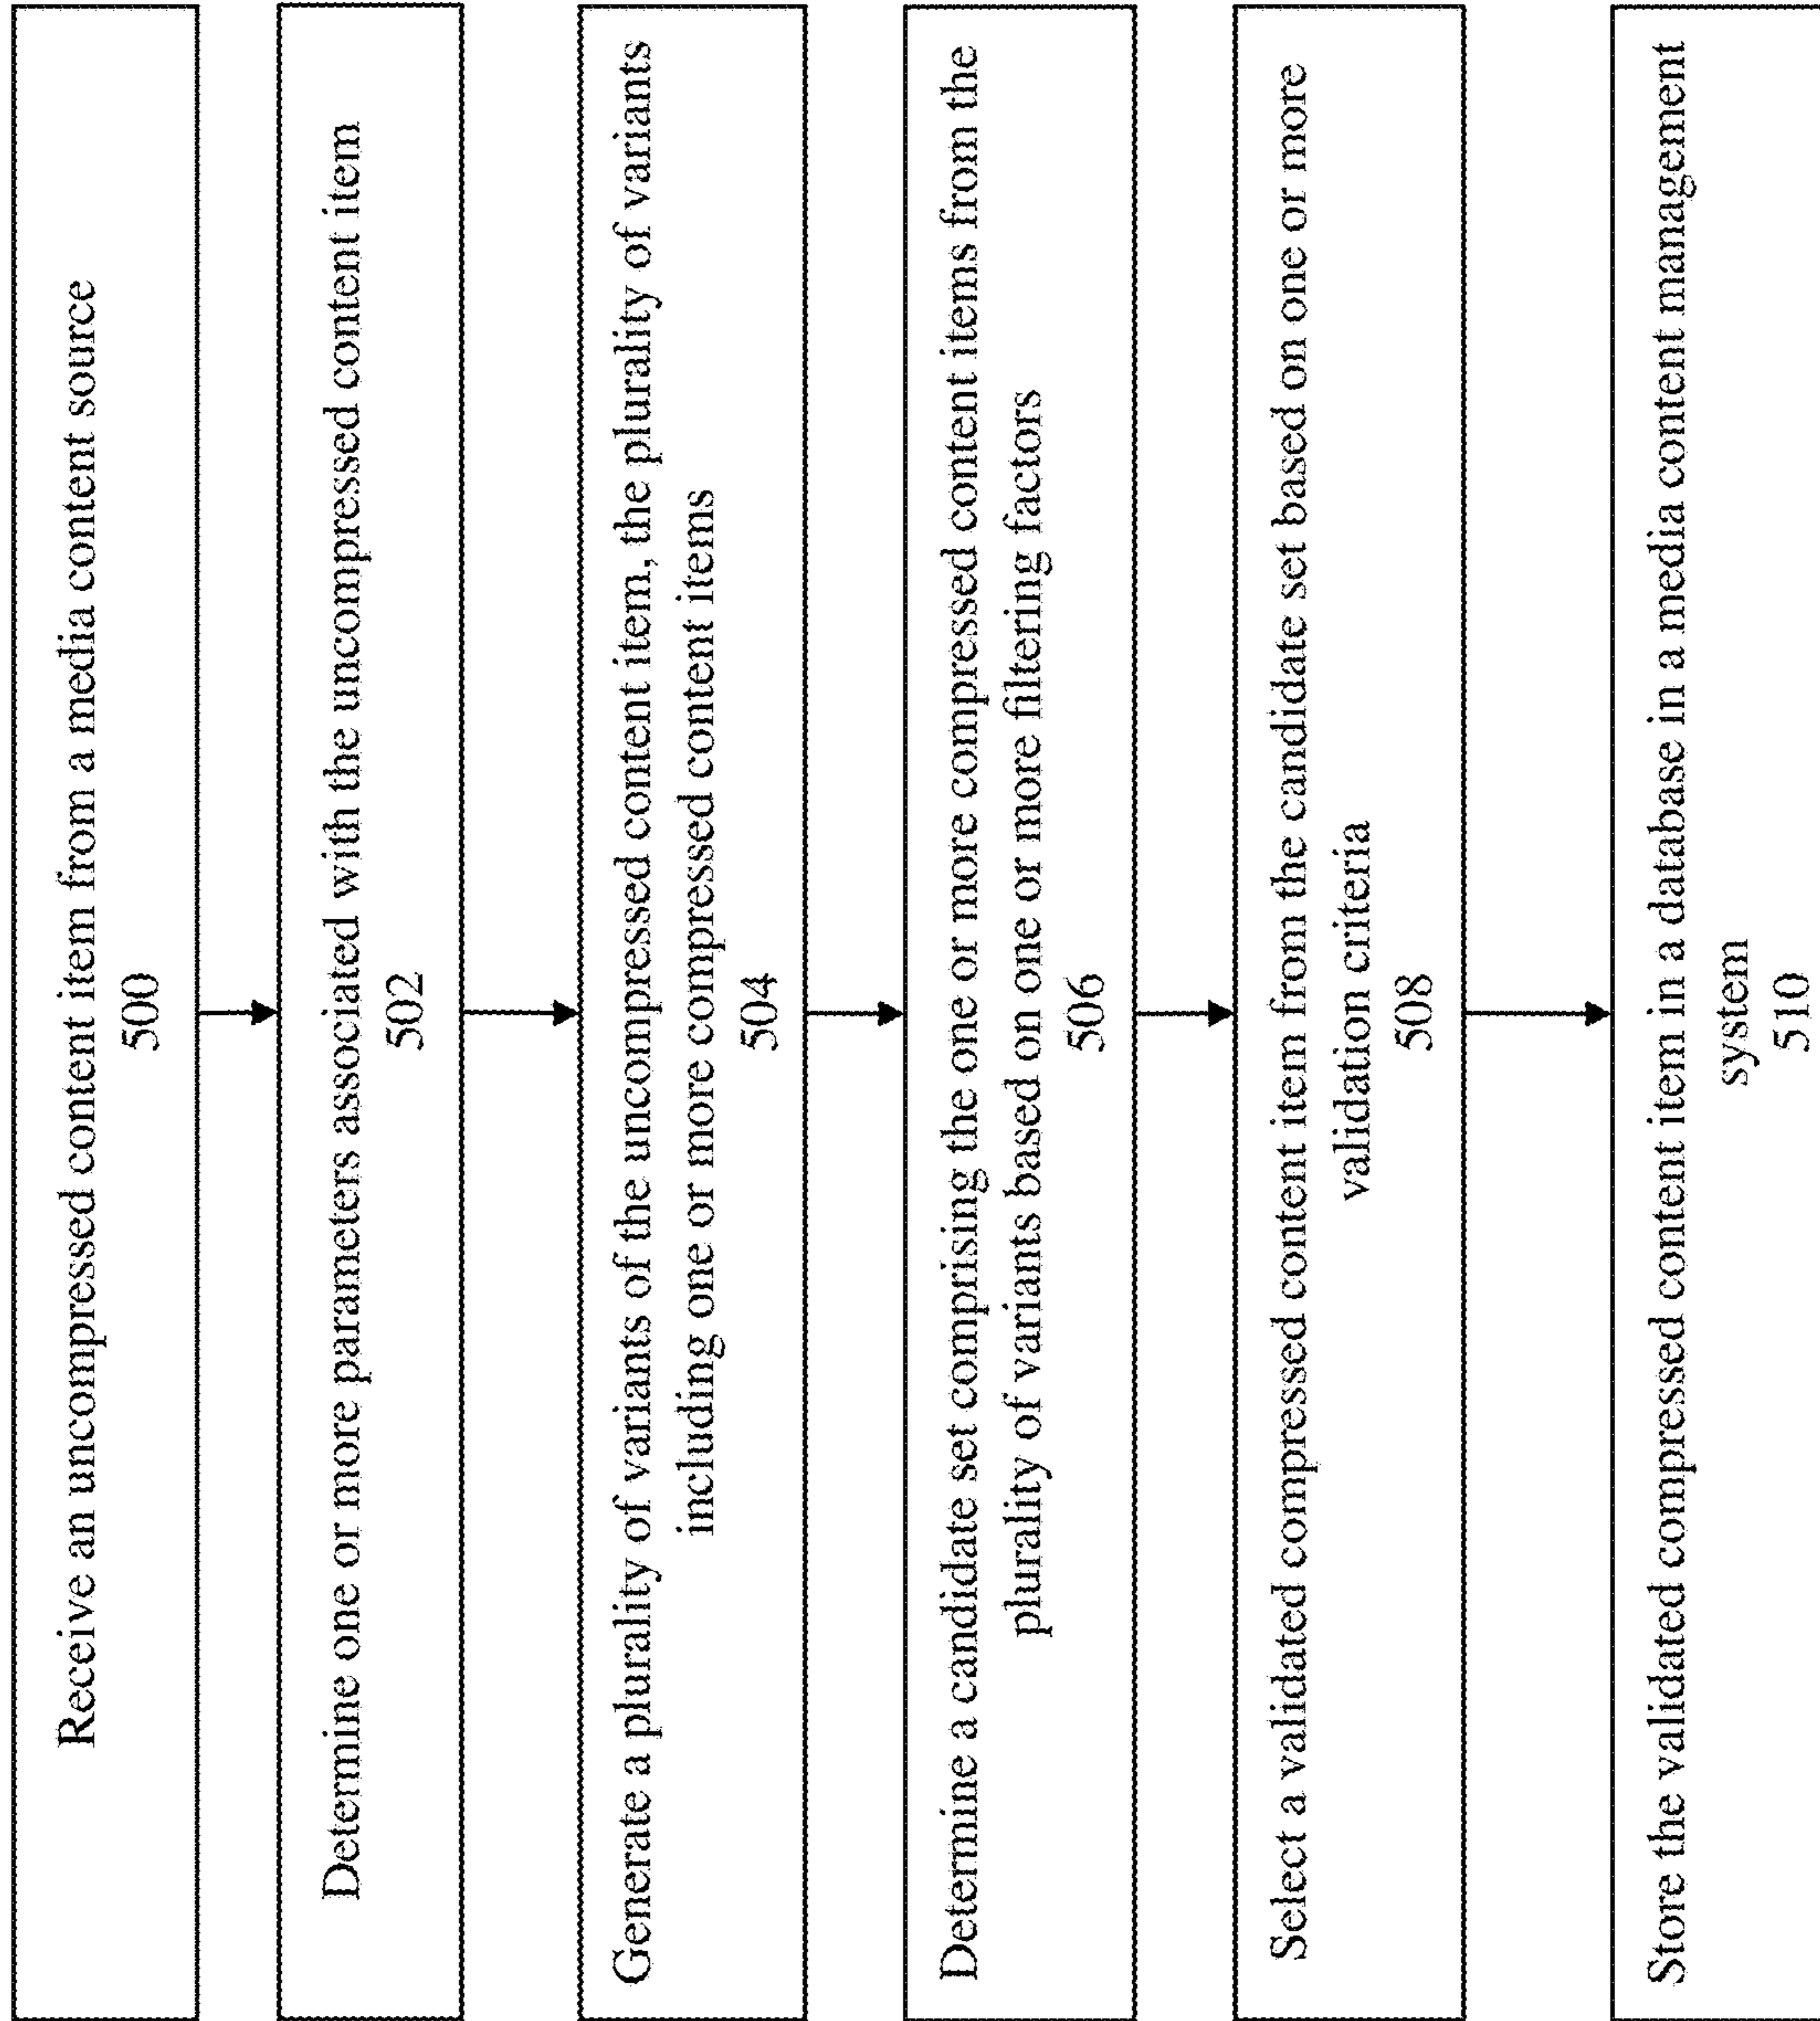 Receive an uncompressed content item from a media content source
500
Determine one or more parameters associated with the uncompressed content item
502
Generate a plurality of variants of the uncompressed content item, the plurality of variants
including one or more compressed content items
504
Determine a candidate set comprising the one or more compressed content items from the
plurality of variants based on one or more filtering factors
506
Select a validated compressed content item from the candidate set based on one or more
validation criteria
508
Store the validated compressed content item in a database in a media content management
system
510